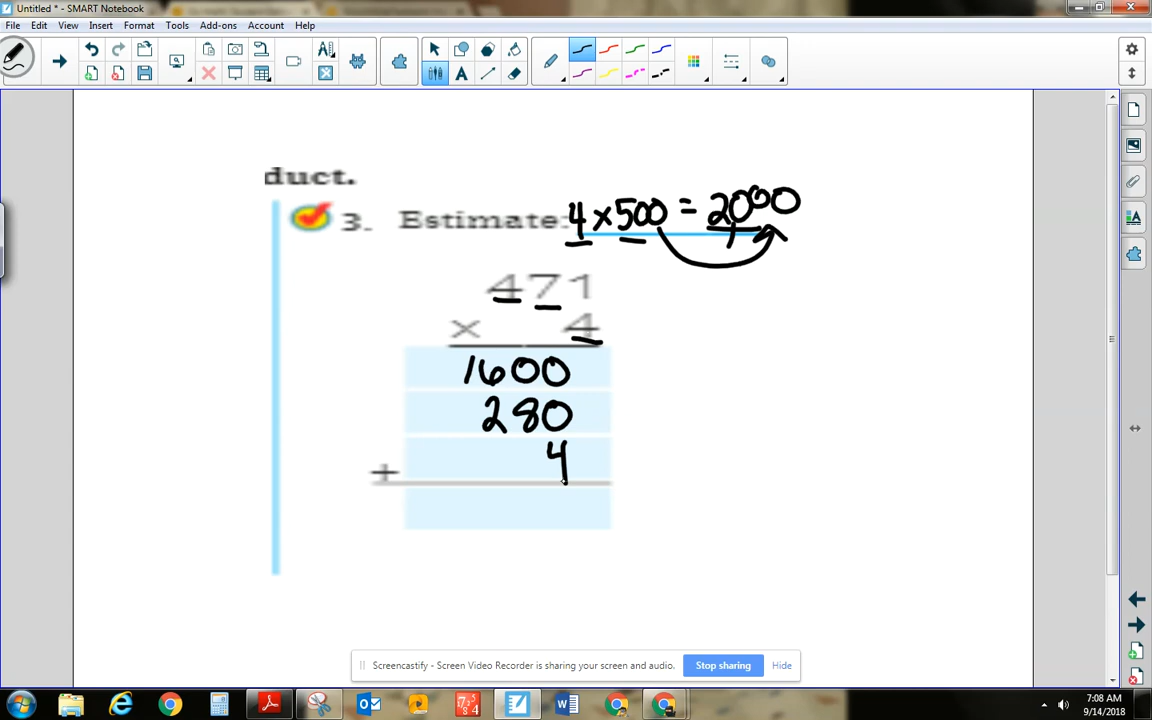 Untitled * - SMART Notebook
File Edit View Insert Format Tools Add-ons Account Help
duct.
3. Estimate: 4 x 500 = 2000
471
x 4
1600
280
4
+
Screencastify - Screen Video Recorder is sharing your screen and audio. Stop sharing Hide
7:08 AM
9/14/2018